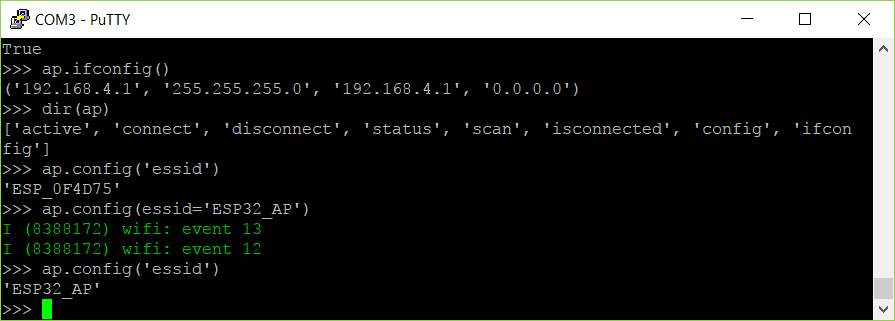 COM3 - PuTTY
True
>>> ap.ifconfig()
('192.168.4.1', '255.255.255.0', '192.168.4.1', '0.0.0.0')
>>> dir(ap)
['active', 'connect', 'disconnect', 'status', 'scan', 'isconnected', 'config', 'ifcon
fig']
>>> ap.config('essid')
'ESP_0F4D75'
>>> ap.config(essid='ESP32_AP')
I (8388172) wifi: event 13
I (8388172) wifi: event 12
>>> ap.config('essid')
'ESP32_AP'
>>>